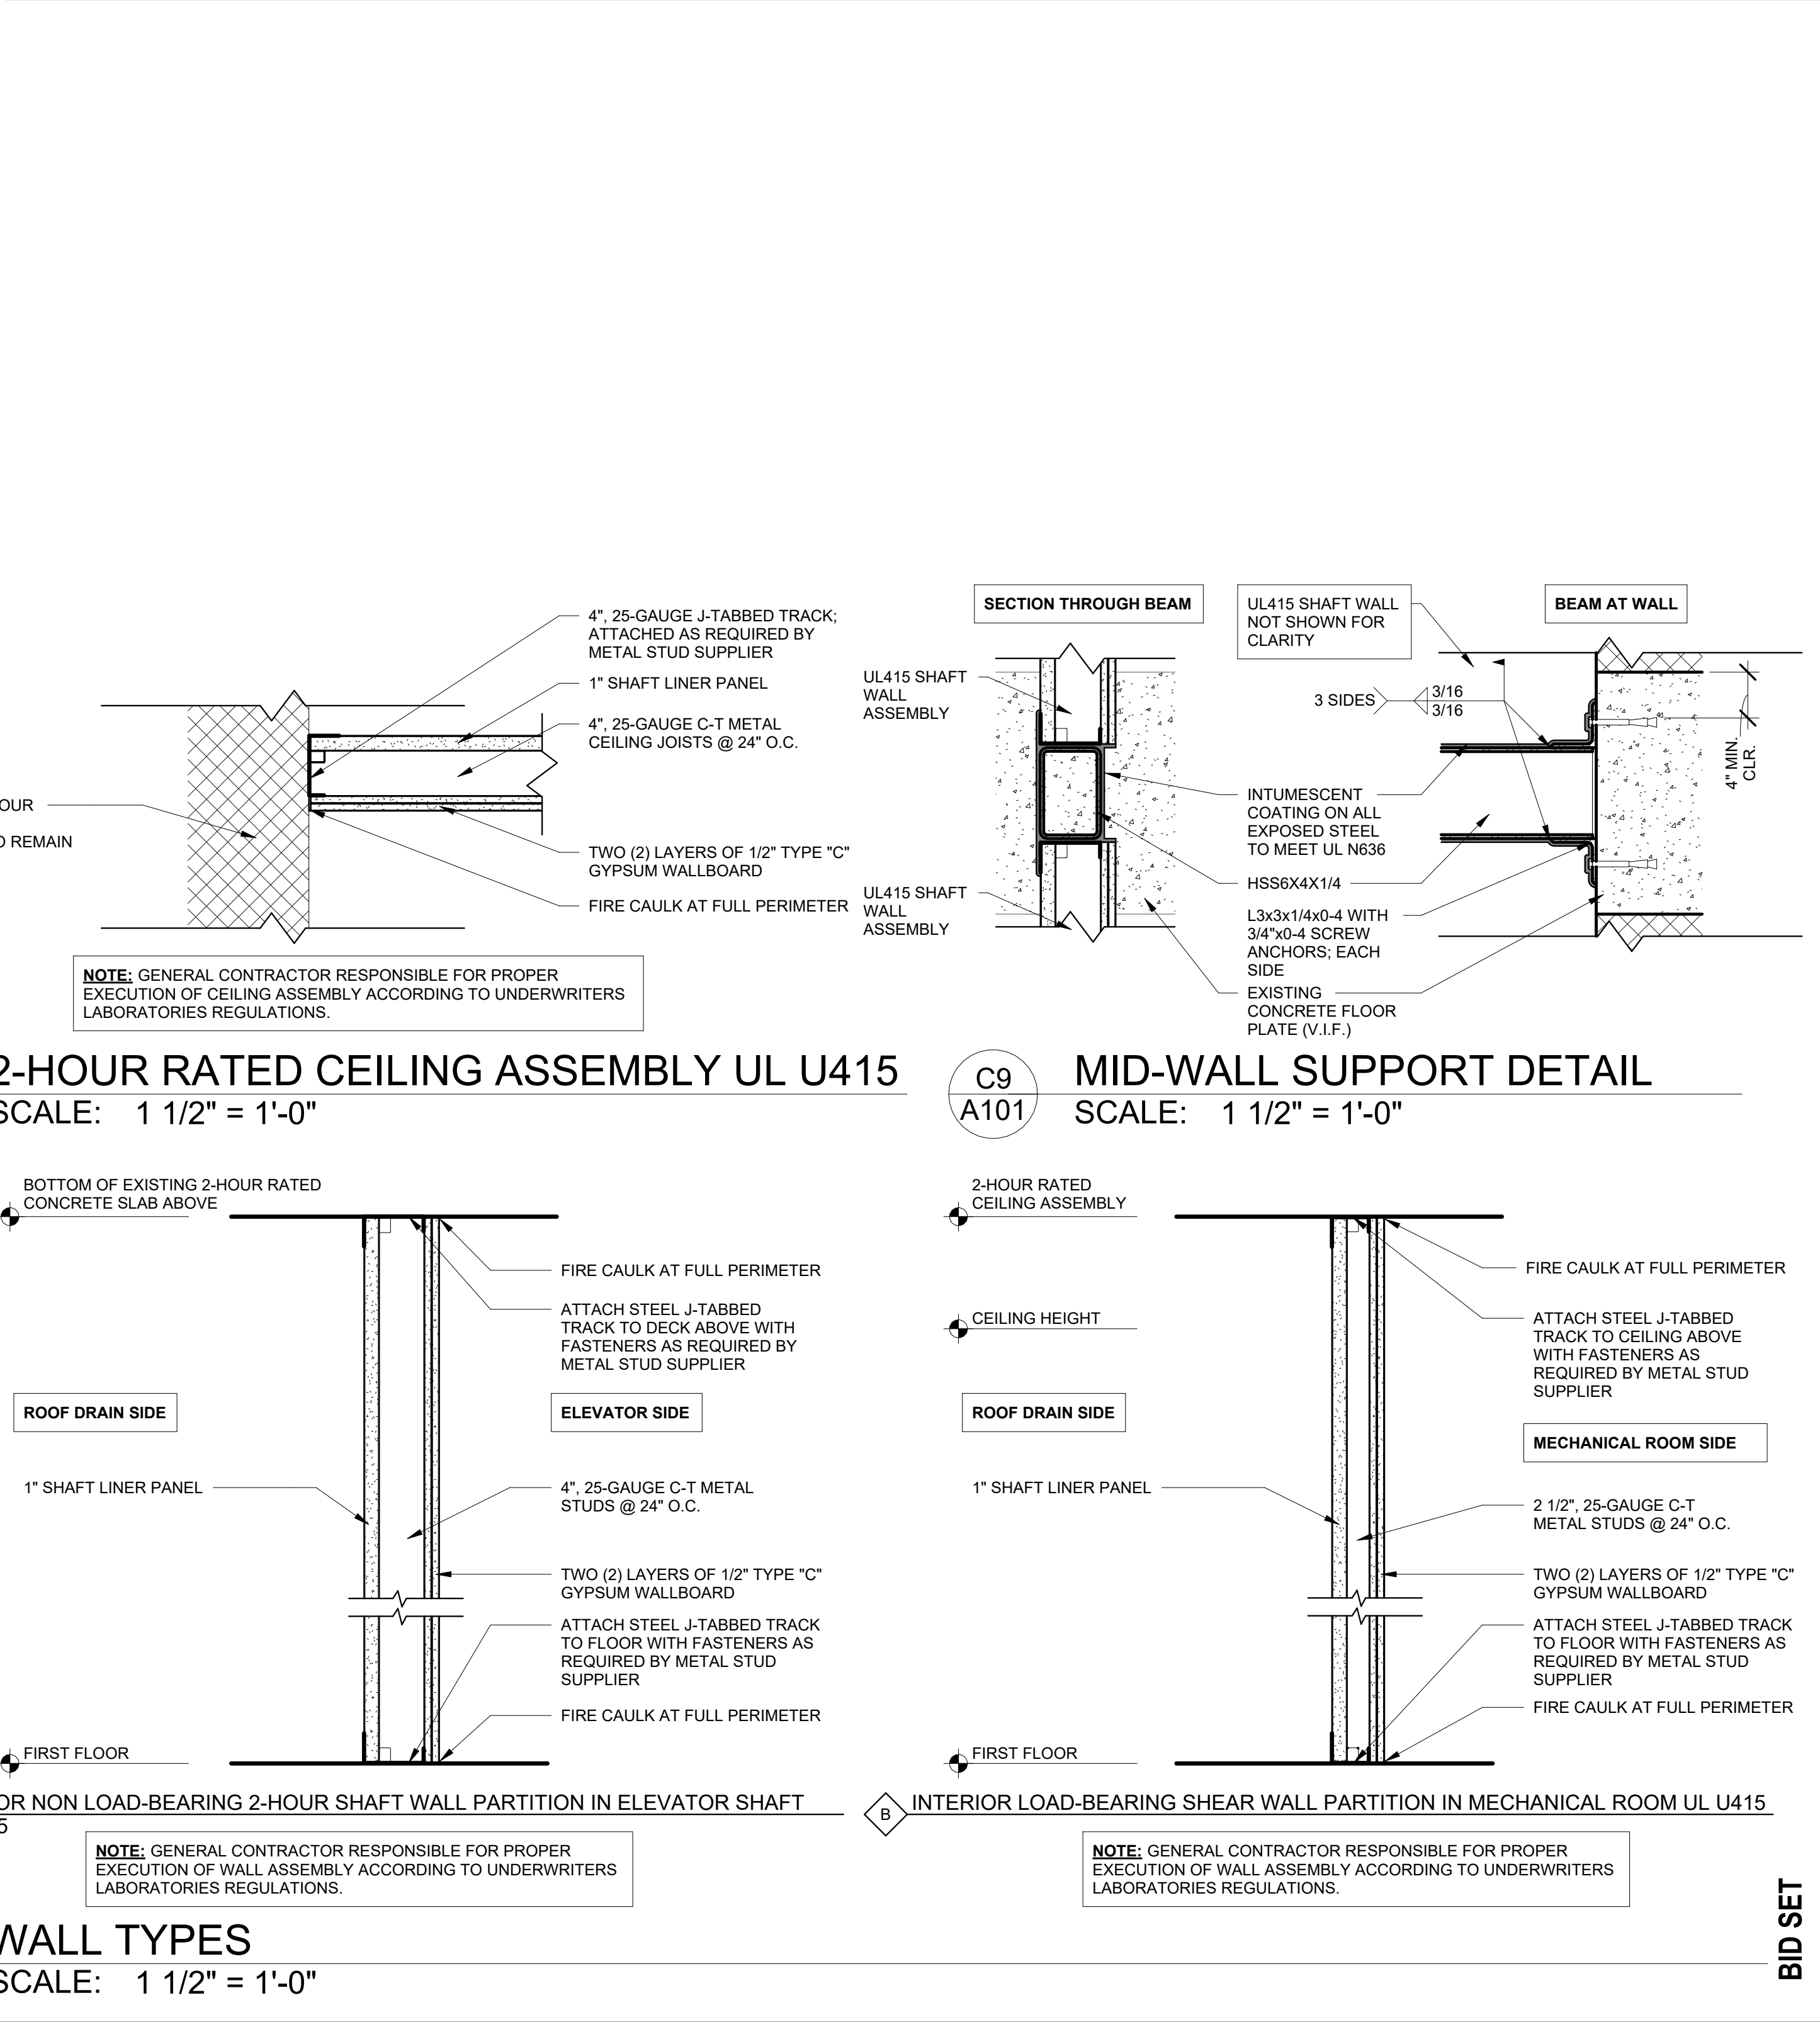 4", 25-GAUGE J-TABBED TRACK;
ATTACHED AS REQUIRED BY
METAL STUD SUPPLIER
1" SHAFT LINER PANEL
4", 25-GAUGE C-T METAL
CEILING JOISTS @ 24" O.C.
OUR
REMAIN
TWO (2) LAYERS OF 1/2" TYPE "C"
GYPSUM WALLBOARD
FIRE CAULK AT FULL PERIMETER
NOTE: GENERAL CONTRACTOR RESPONSIBLE FOR PROPER
EXECUTION OF CEILING ASSEMBLY ACCORDING TO UNDERWRITERS
LABORATORIES REGULATIONS.
2-HOUR RATED CEILING ASSEMBLY UL U415
SCALE: 1 1/2" = 1'-0"
SECTION THROUGH BEAM
UL415 SHAFT WALL
NOT SHOWN FOR
CLARITY
BEAM AT WALL
UL415 SHAFT
WALL
ASSEMBLY
3 SIDES
3/16
3/16
4" MIN.
CLR.
INTUMESCENT
COATING ON ALL
EXPOSED STEEL
TO MEET UL N636
HSS6X4X1/4
UL415 SHAFT
WALL
ASSEMBLY
L3x3x1/4x0-4 WITH
3/4"x0-4 SCREW
ANCHORS; EACH
SIDE
EXISTING
CONCRETE FLOOR
PLATE (V.I.F.)
C9
A101
MID-WALL SUPPORT DETAIL
SCALE: 1 1/2" = 1'-0"
BOTTOM OF EXISTING 2-HOUR RATED
CONCRETE SLAB ABOVE
FIRE CAULK AT FULL PERIMETER
ATTACH STEEL J-TABBED
TRACK TO DECK ABOVE WITH
FASTENERS AS REQUIRED BY
METAL STUD SUPPLIER
ROOF DRAIN SIDE
ELEVATOR SIDE
1" SHAFT LINER PANEL
4", 25-GAUGE C-T METAL
STUDS @ 24" O.C.
TWO (2) LAYERS OF 1/2" TYPE "C"
GYPSUM WALLBOARD
ATTACH STEEL J-TABBED TRACK
TO FLOOR WITH FASTENERS AS
REQUIRED BY METAL STUD
SUPPLIER
FIRE CAULK AT FULL PERIMETER
FIRST FLOOR
OR NON LOAD-BEARING 2-HOUR SHAFT WALL PARTITION IN ELEVATOR SHAFT
5
NOTE: GENERAL CONTRACTOR RESPONSIBLE FOR PROPER
EXECUTION OF WALL ASSEMBLY ACCORDING TO UNDERWRITERS
LABORATORIES REGULATIONS.
2-HOUR RATED
CEILING ASSEMBLY
FIRE CAULK AT FULL PERIMETER
CEILING HEIGHT
ATTACH STEEL J-TABBED
TRACK TO CEILING ABOVE
WITH FASTENERS AS
REQUIRED BY METAL STUD
SUPPLIER
ROOF DRAIN SIDE
MECHANICAL ROOM SIDE
1" SHAFT LINER PANEL
2 1/2", 25-GAUGE C-T
METAL STUDS @ 24" O.C.
TWO (2) LAYERS OF 1/2" TYPE "C"
GYPSUM WALLBOARD
ATTACH STEEL J-TABBED TRACK
TO FLOOR WITH FASTENERS AS
REQUIRED BY METAL STUD
SUPPLIER
FIRE CAULK AT FULL PERIMETER
FIRST FLOOR
B
INTERIOR LOAD-BEARING SHEAR WALL PARTITION IN MECHANICAL ROOM UL U415
NOTE: GENERAL CONTRACTOR RESPONSIBLE FOR PROPER
EXECUTION OF WALL ASSEMBLY ACCORDING TO UNDERWRITERS
LABORATORIES REGULATIONS.
WALL TYPES
SCALE: 1 1/2" = 1'-0"
BID SET